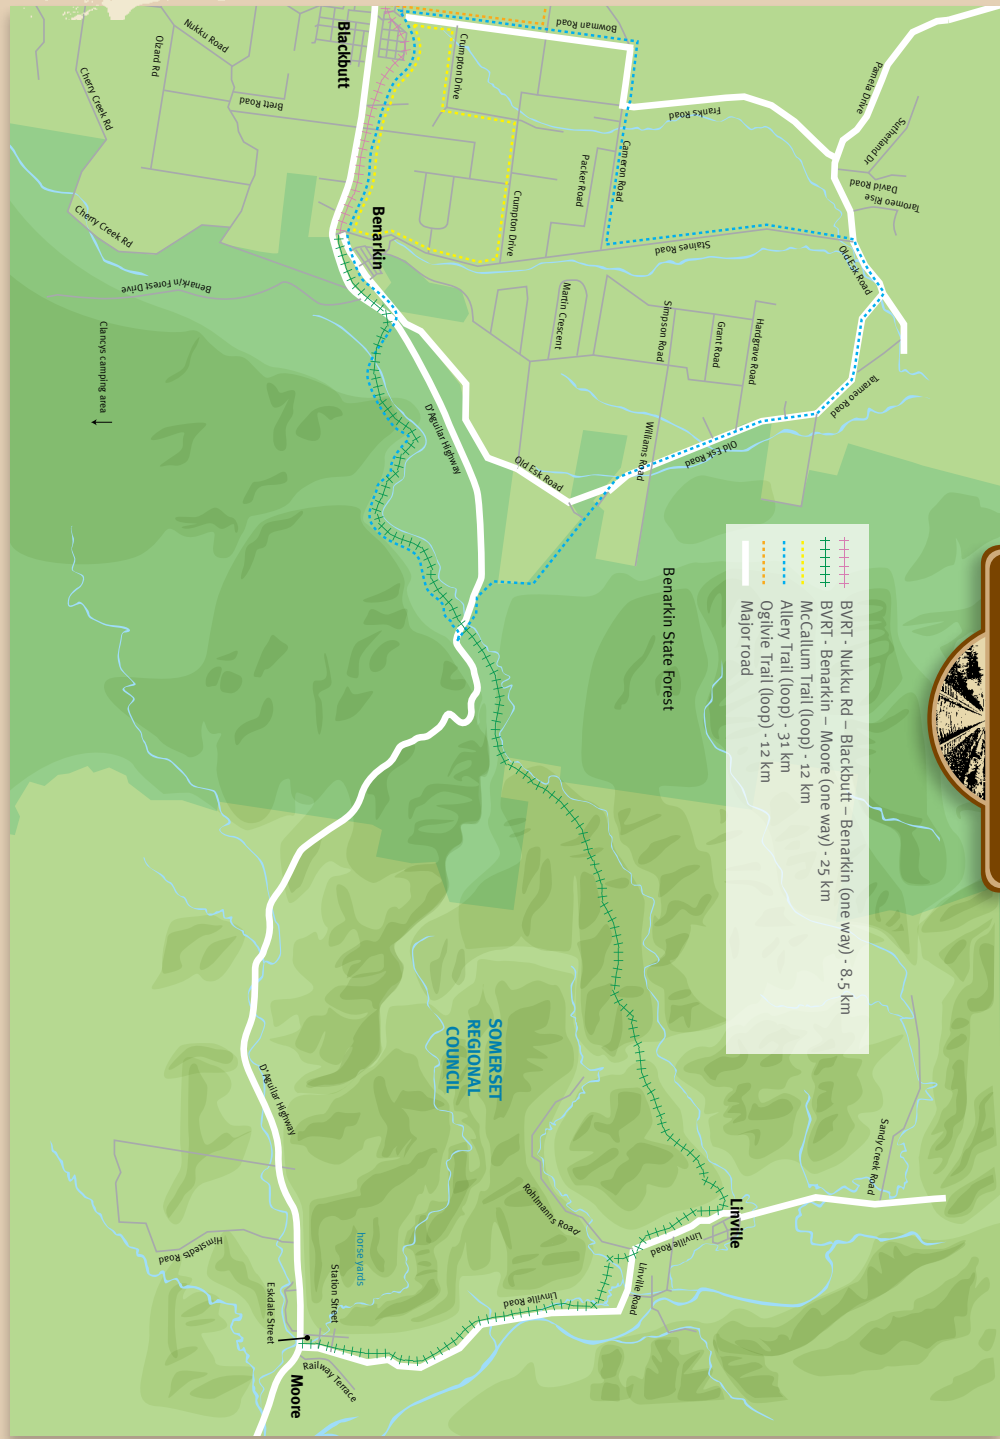 Blackbutt
Nukku Road
Olzard Rd
Cherry Creek Rd
Brett Road
Cherry Creek Rd
Benarkin Forest Drive
Clancys camping area
Benarkin
Crumpton Drive
Crumpton Drive
Bowman Road
Franks Road
Packer Road
Cameron Road
Staines Road
Pamela Drive
Sutherland Dr
David Road
Taromeo Rise
Old Esk Road
Martin Crescent
Simpson Road
Grant Road
Hardgrave Road
Tarameo Road
Old Esk Road
Williams Road
Old Esk Road
D'Aguilar Highway
Benarkin State Forest
BVRT - Nukku Rd – Blackbutt – Benarkin (one way) - 8.5 km
BVRT - Benarkin – Moore (one way) - 25 km
McCallum Trail (loop) - 12 km
Allery Trail (loop) - 31 km
Ogilvie Trail (loop) - 12 km
Major road
SOMERSET
REGIONAL
COUNCIL
D'Aguilar Highway
Sandy Creek Road
Linville
Rohlmanns Road
Linville Road
Linville Road
Linville Road
Himstedts Road
horse yards
Station Street
Eskdale Street
Railway Terrace
Moore